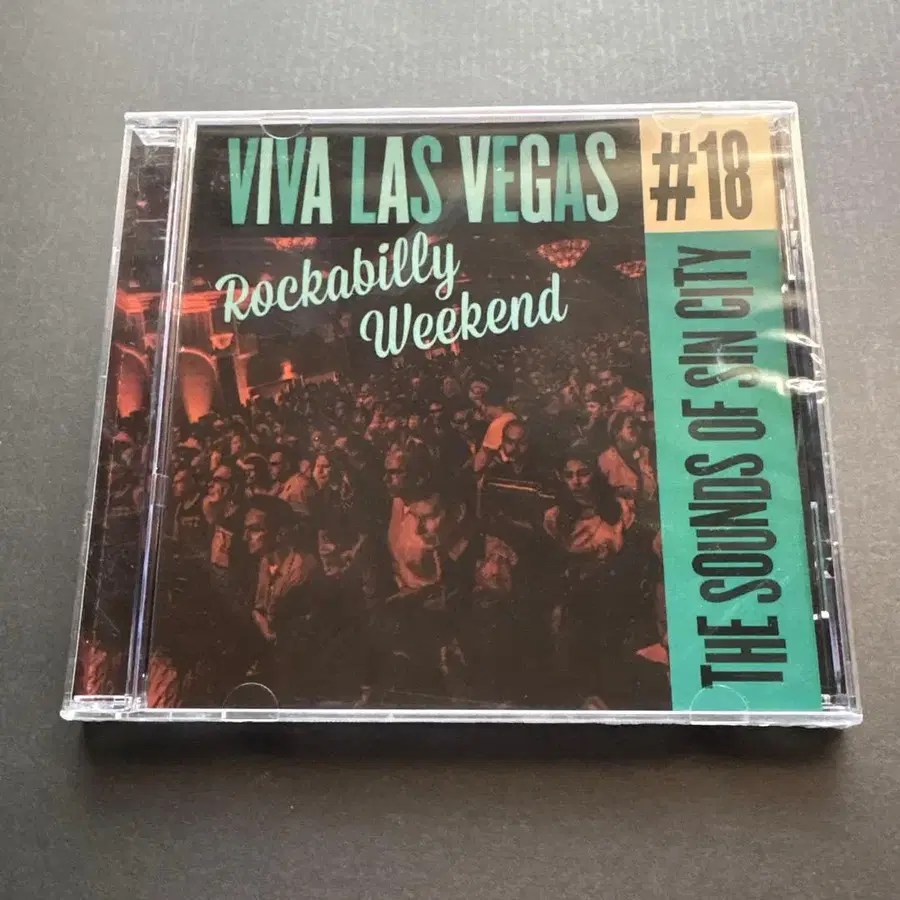 VIVA LAS VEGAS
Rockabilly
Weekend
#18
THE SOUNDS OF SIN CITY